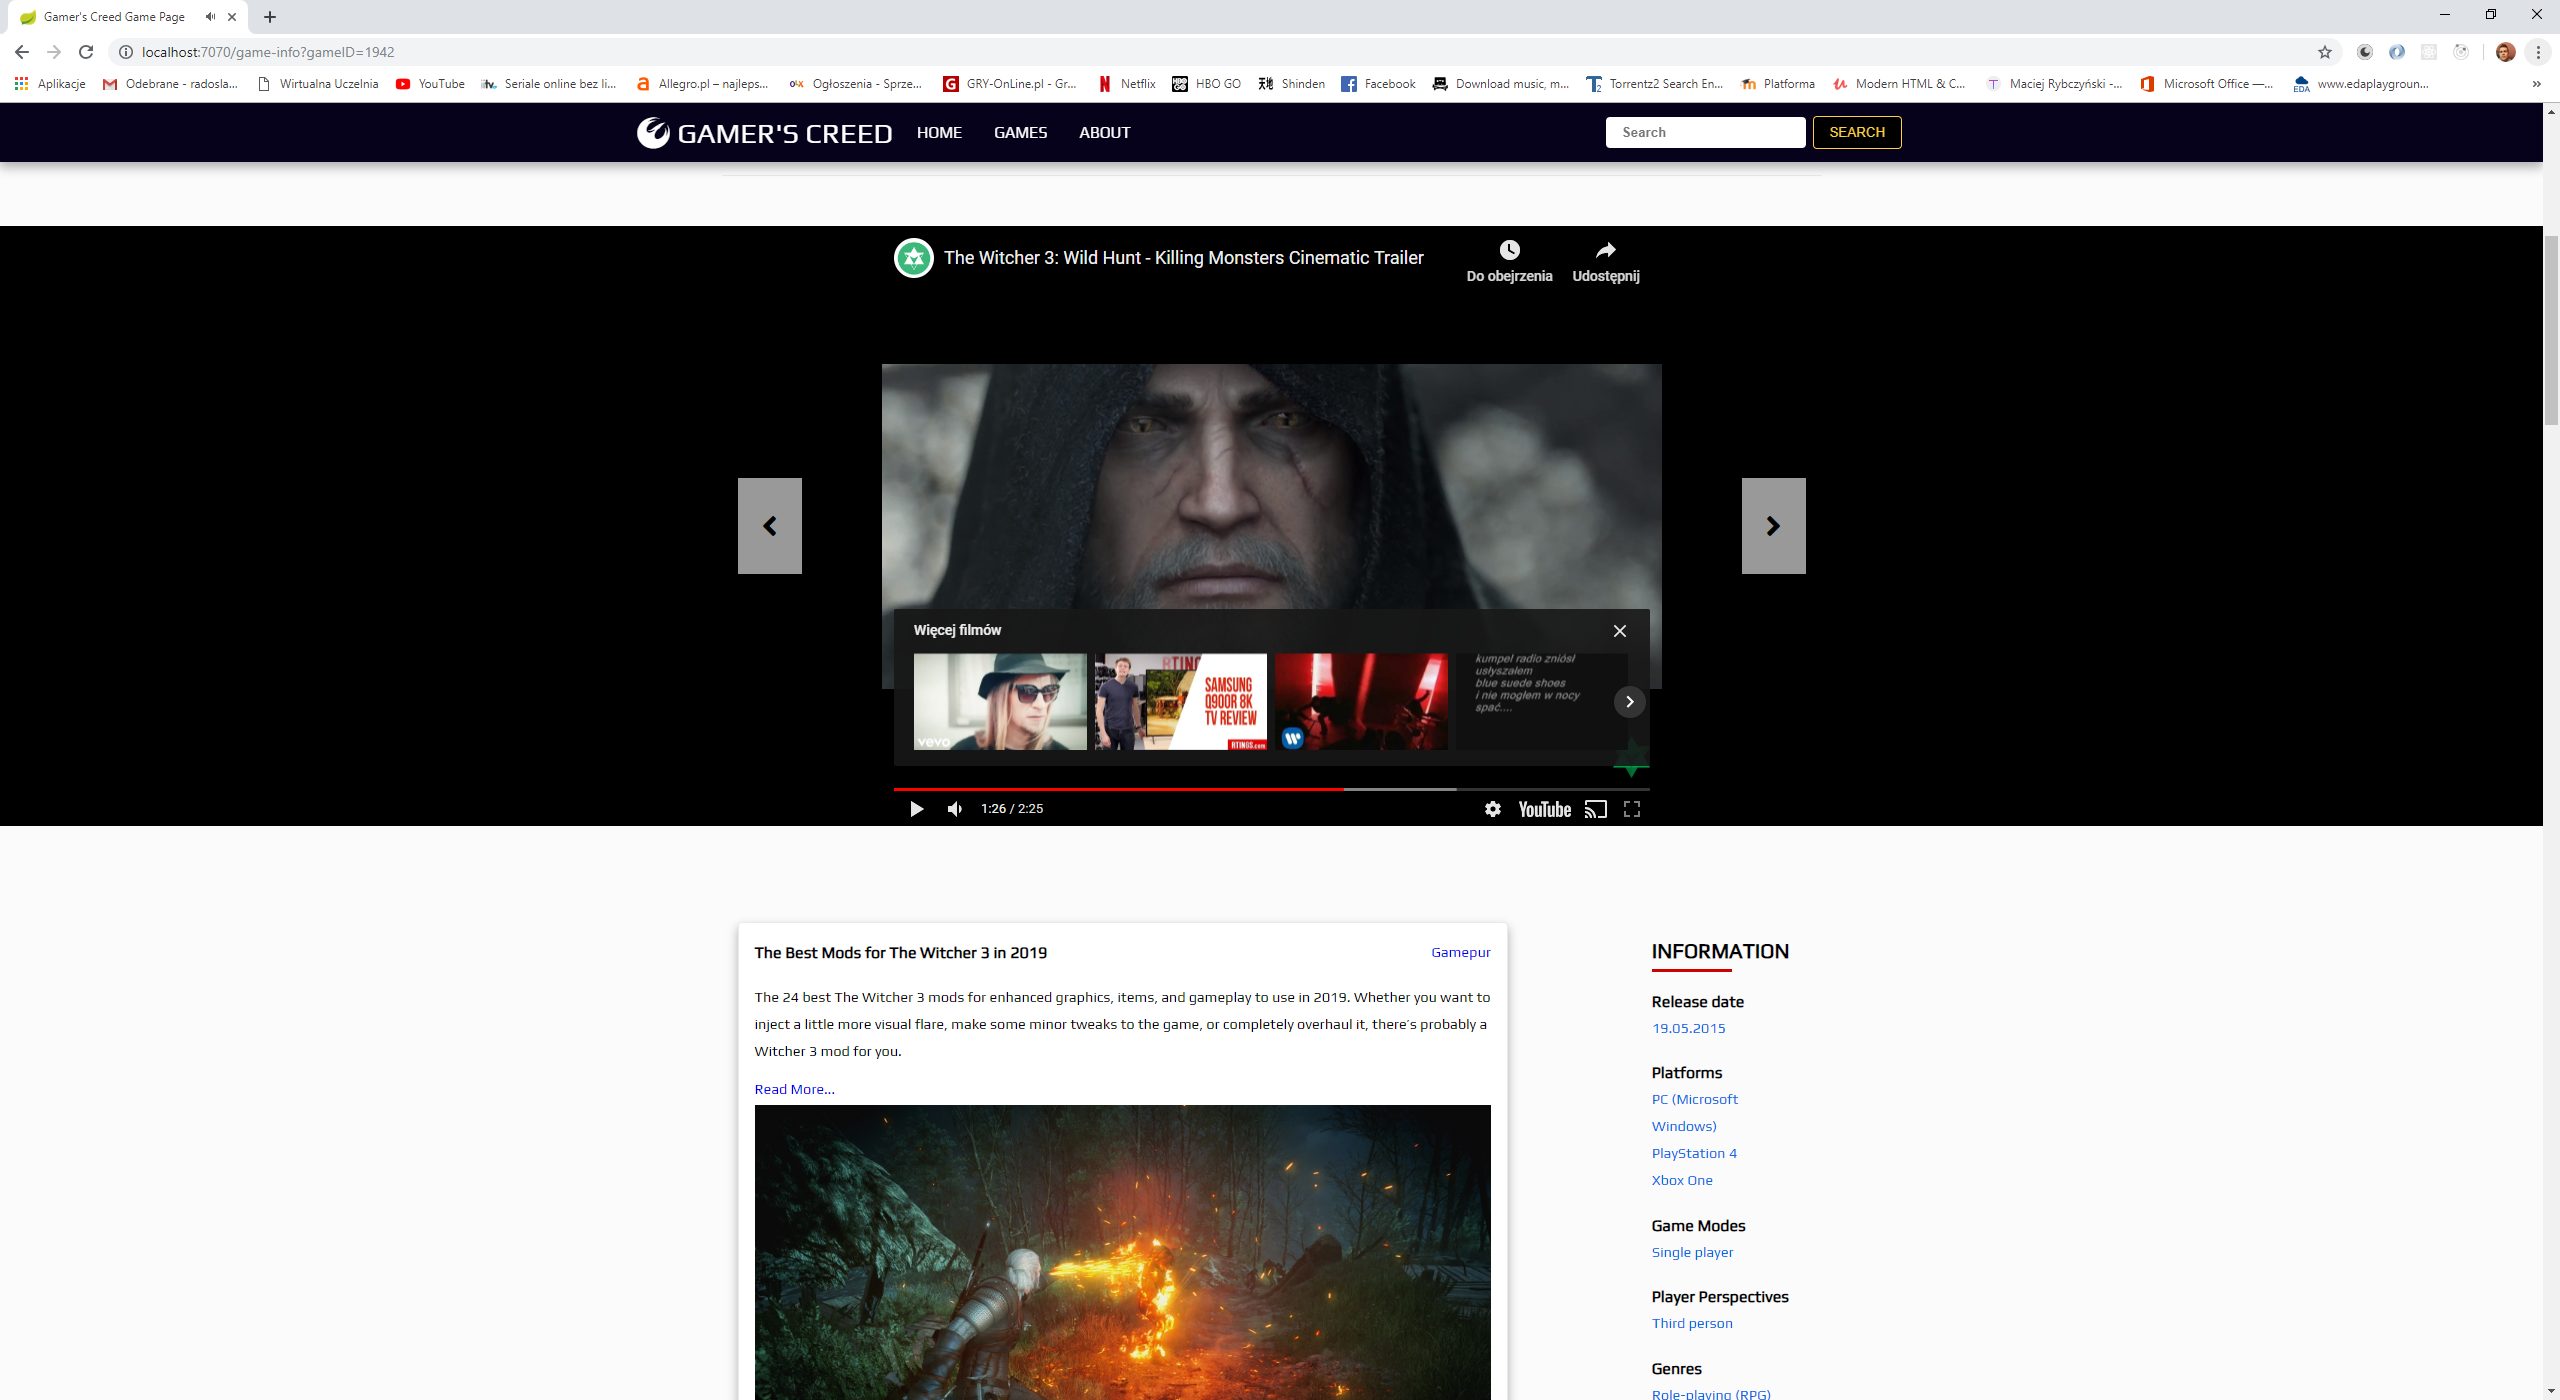 Gamer's Creed Game Page
localhost:7070/game-info?gameID=1942
Aplikacje
Odebrane - radosla...
Wirtualna Uczelnia
YouTube
Seriale online bez li...
Allegro.pl – najleps...
Ogłoszenia - Sprze...
GRY-OnLine.pl - Gr...
Netflix
HBO GO
Shinden
Facebook
Download music, m...
Torrentz2 Search En...
Platforma
Modern HTML & C...
Maciej Rybczyński -...
Microsoft Office —...
EDA
www.edaplaygroun...
»
GAMER'S CREED
HOME
GAMES
ABOUT
Search
SEARCH
The Witcher 3: Wild Hunt - Killing Monsters Cinematic Trailer
Do obejrzenia
Udostępnij
Więcej filmów
vevo
RTING
SAMSUNG
Q900R 8K
TV REVIEW
RTINGS.com
kumpel radio zniósł
usłyszałem
blue suede shoes
i nie mogłem w nocy
spać....
1:26 / 2:25
YouTube
The Best Mods for The Witcher 3 in 2019
Gamepur
The 24 best The Witcher 3 mods for enhanced graphics, items, and gameplay to use in 2019. Whether you want to
inject a little more visual flare, make some minor tweaks to the game, or completely overhaul it, there's probably a
Witcher 3 mod for you.
Read More...
INFORMATION
Release date
19.05.2015
Platforms
PC (Microsoft
Windows)
PlayStation 4
Xbox One
Game Modes
Single player
Player Perspectives
Third person
Genres
Role-playing (RPG)